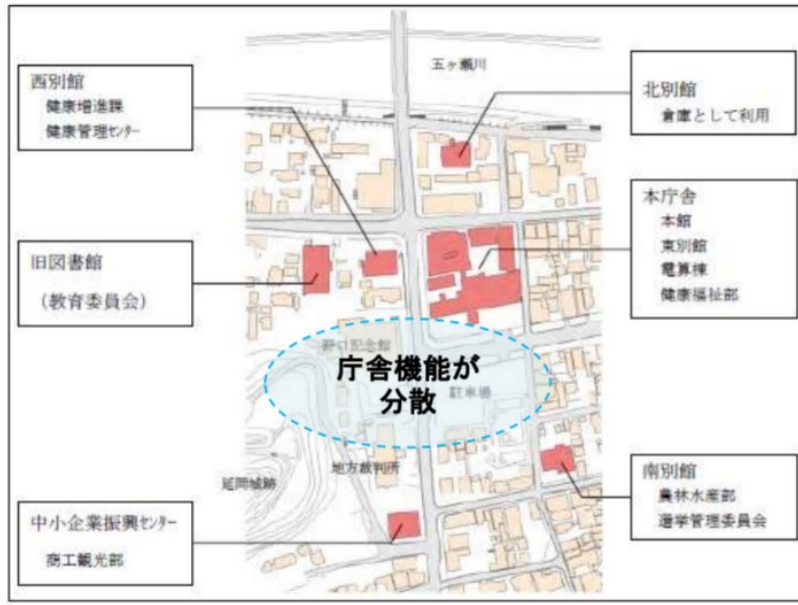 五ヶ瀬川
西別館
健康増進課
健康管理ｾﾝﾀｰ
北別館
倉庫として利用
本庁舎
本館
東別館
電算棟
健康福祉部
旧図書館
（教育委員会）
野口記念館
庁舎機能が
分散
駐車場
地方裁判所
延岡城跡
南別館
農林水産部
選挙管理委員会
中小企業振興ｾﾝﾀｰ
商工観光部